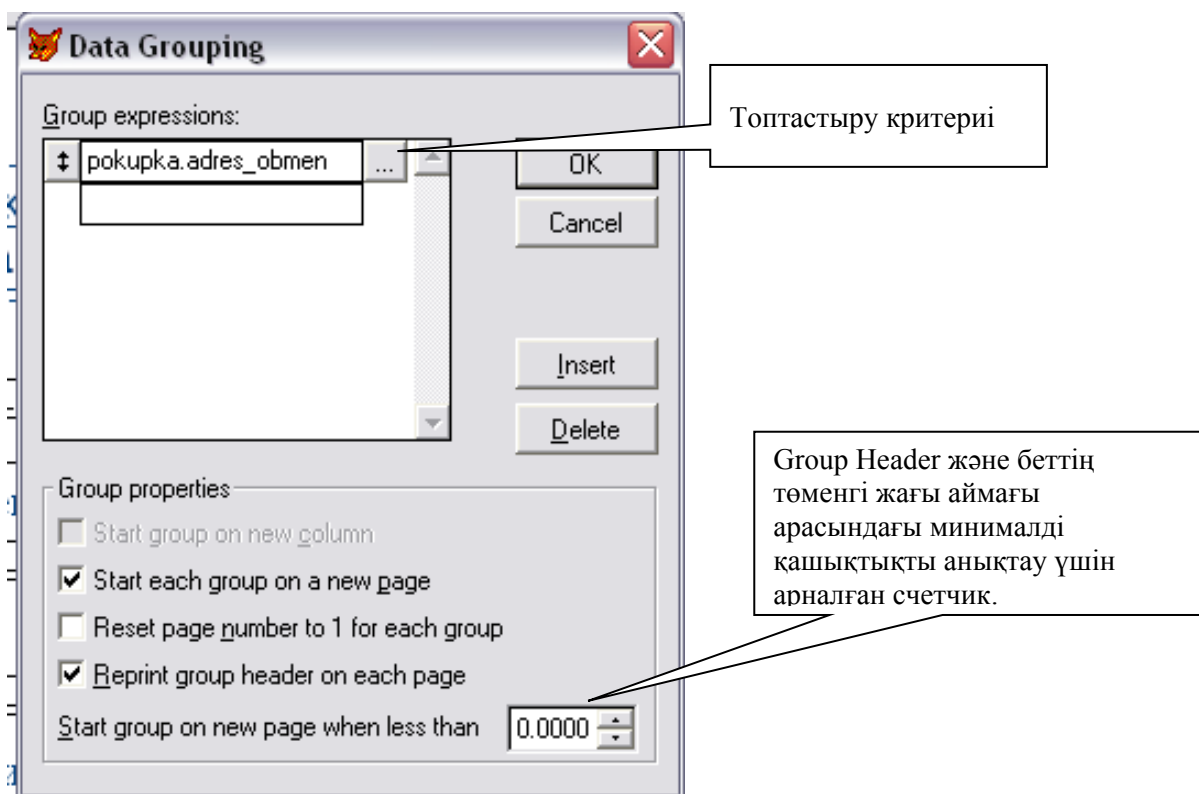 Data Grouping
Group expressions:
Топтастыру критериі
pokupka.adres_obmen
...
OK
Cancel
Insert
Delete
Group Header және беттің
төменгі жағы аймағы
арасындағы минималді
қашықтықты анықтау үшін
арналған счетчик.
Group properties
Start group on new column
Start each group on a new page
Reset page number to 1 for each group
Reprint group header on each page
Start group on new page when less than
0.0000